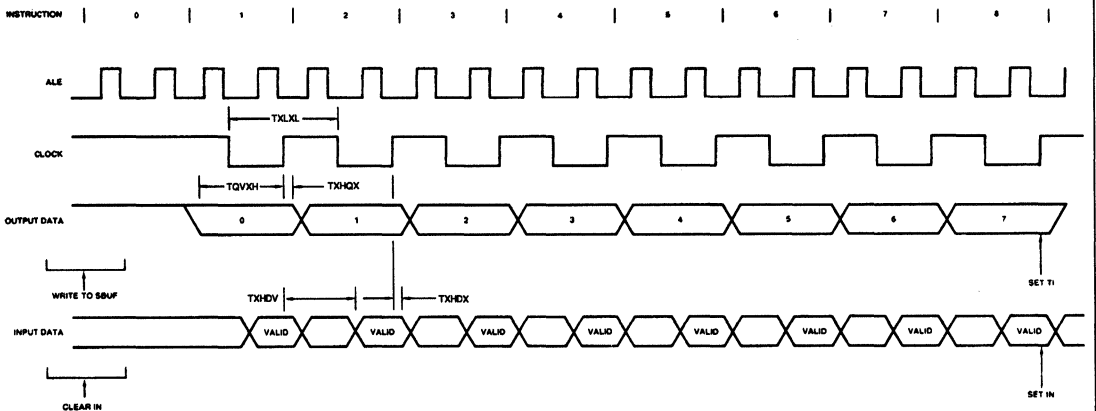 INSTRUCTION | 0 | 1 | 2 | 3 | 4 | 5 | 6 | 7 | 8 |
ALE
TXLXL
CLOCK
TQVXH TXHQX
OUTPUT DATA 0 1 2 3 4 5 6 7
WRITE TO SBUF SET TI
TXHDV TXHDX
INPUT DATA VALID VALID VALID VALID VALID VALID VALID VALID
CLEAR IN SET IN